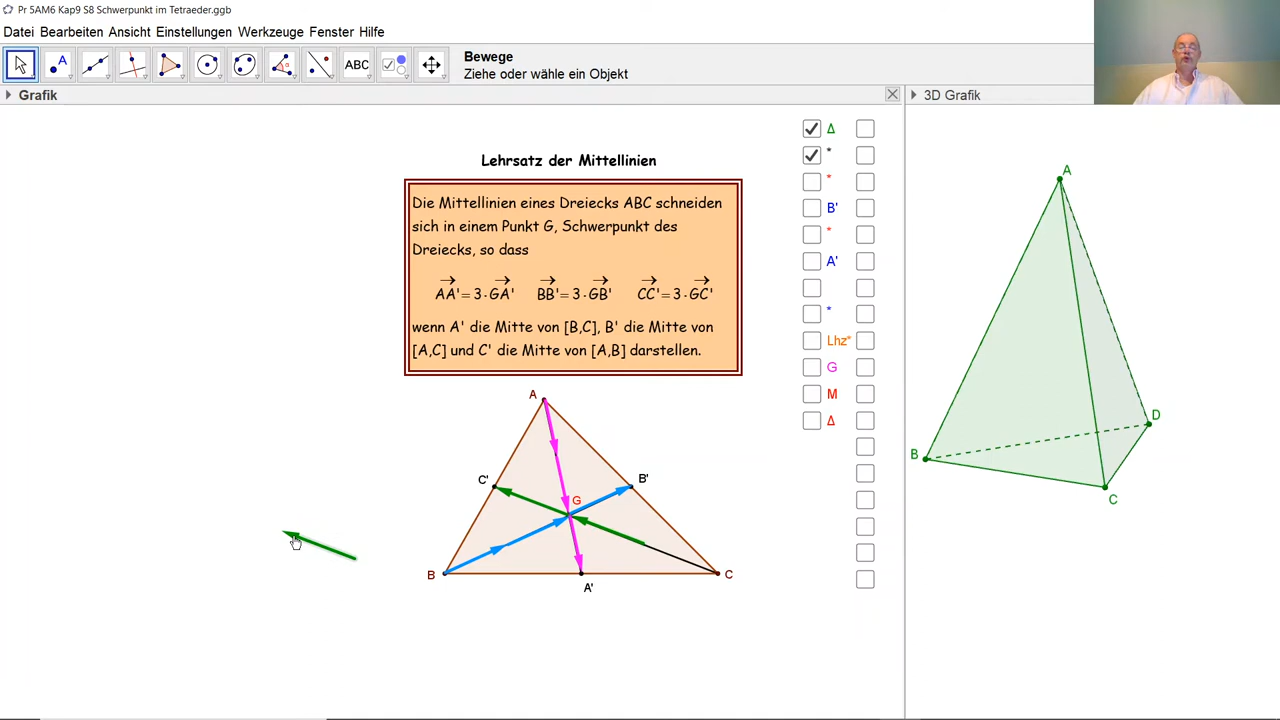 Pr 5AM6 Kap9 S8 Schwerpunkt im Tetraeder.ggb
Datei Bearbeiten Ansicht Einstellungen Werkzeuge Fenster Hilfe
A
ABC
Bewege
Ziehe oder wähle ein Objekt
Grafik
3D Grafik
Lehrsatz der Mittellinien
Die Mittellinien eines Dreiecks ABC schneiden
sich in einem Punkt G, Schwerpunkt des
Dreiecks, so dass
AA'= 3·GA' BB'= 3·GB' CC'= 3·GC'
wenn A' die Mitte von [B,C], B' die Mitte von
[A,C] und C' die Mitte von [A,B] darstellen.
A
C'
B'
G
B
A'
C
Δ
*
*
B'
*
A'
*
Lhz*
G
M
Δ
A
D
B
C